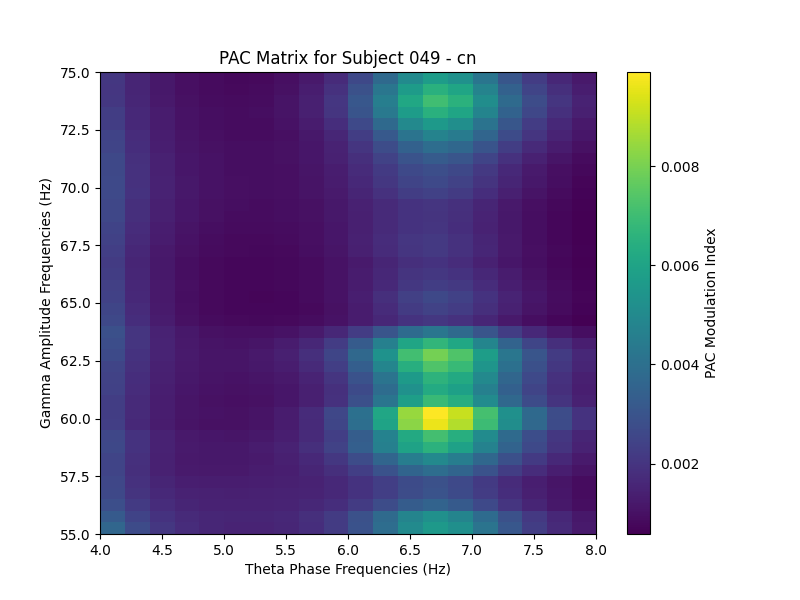 PAC Matrix for Subject 049 - cn
75.0
72.5
70.0
67.5
65.0
62.5
60.0
57.5
55.0
Gamma Amplitude Frequencies (Hz)
4.0 4.5 5.0 5.5 6.0 6.5 7.0 7.5 8.0
Theta Phase Frequencies (Hz)
0.008
0.006
0.004
0.002
PAC Modulation Index